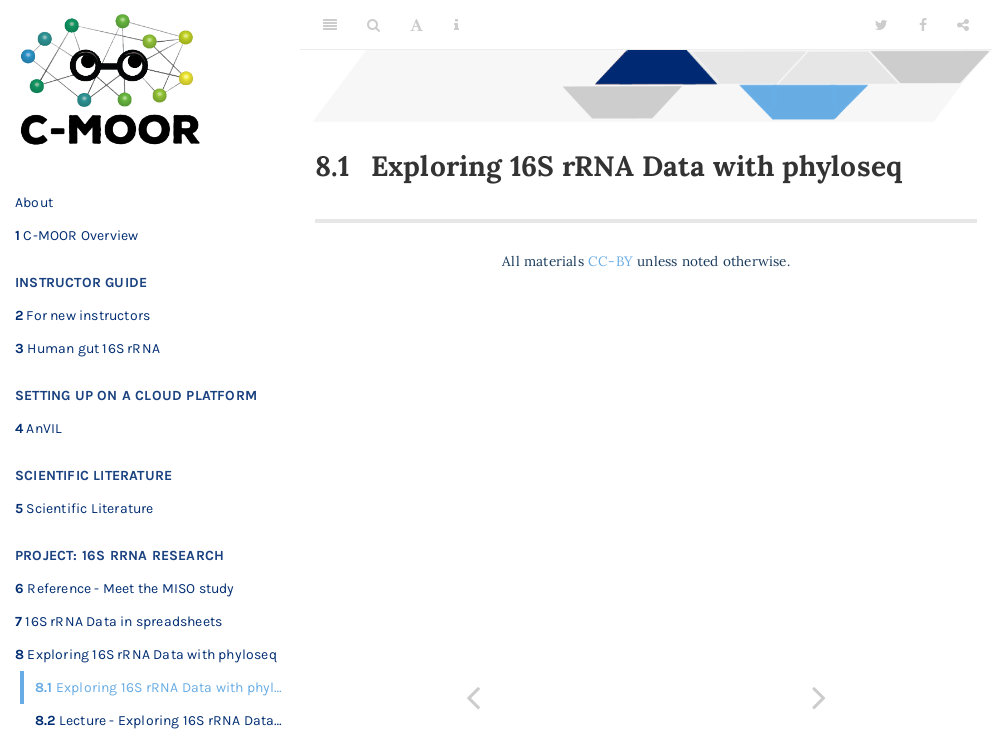 C-MOOR
About
1 C-MOOR Overview
INSTRUCTOR GUIDE
2 For new instructors
3 Human gut 16S rRNA
SETTING UP ON A CLOUD PLATFORM
4 AnVIL
SCIENTIFIC LITERATURE
5 Scientific Literature
PROJECT: 16S RRNA RESEARCH
6 Reference - Meet the MISO study
7 16S rRNA Data in spreadsheets
8 Exploring 16S rRNA Data with phyloseq
8.1 Exploring 16S rRNA Data with phyl...
8.2 Lecture - Exploring 16S rRNA Data...
A
8.1 Exploring 16S rRNA Data with phyloseq
All materials CC-BY unless noted otherwise.